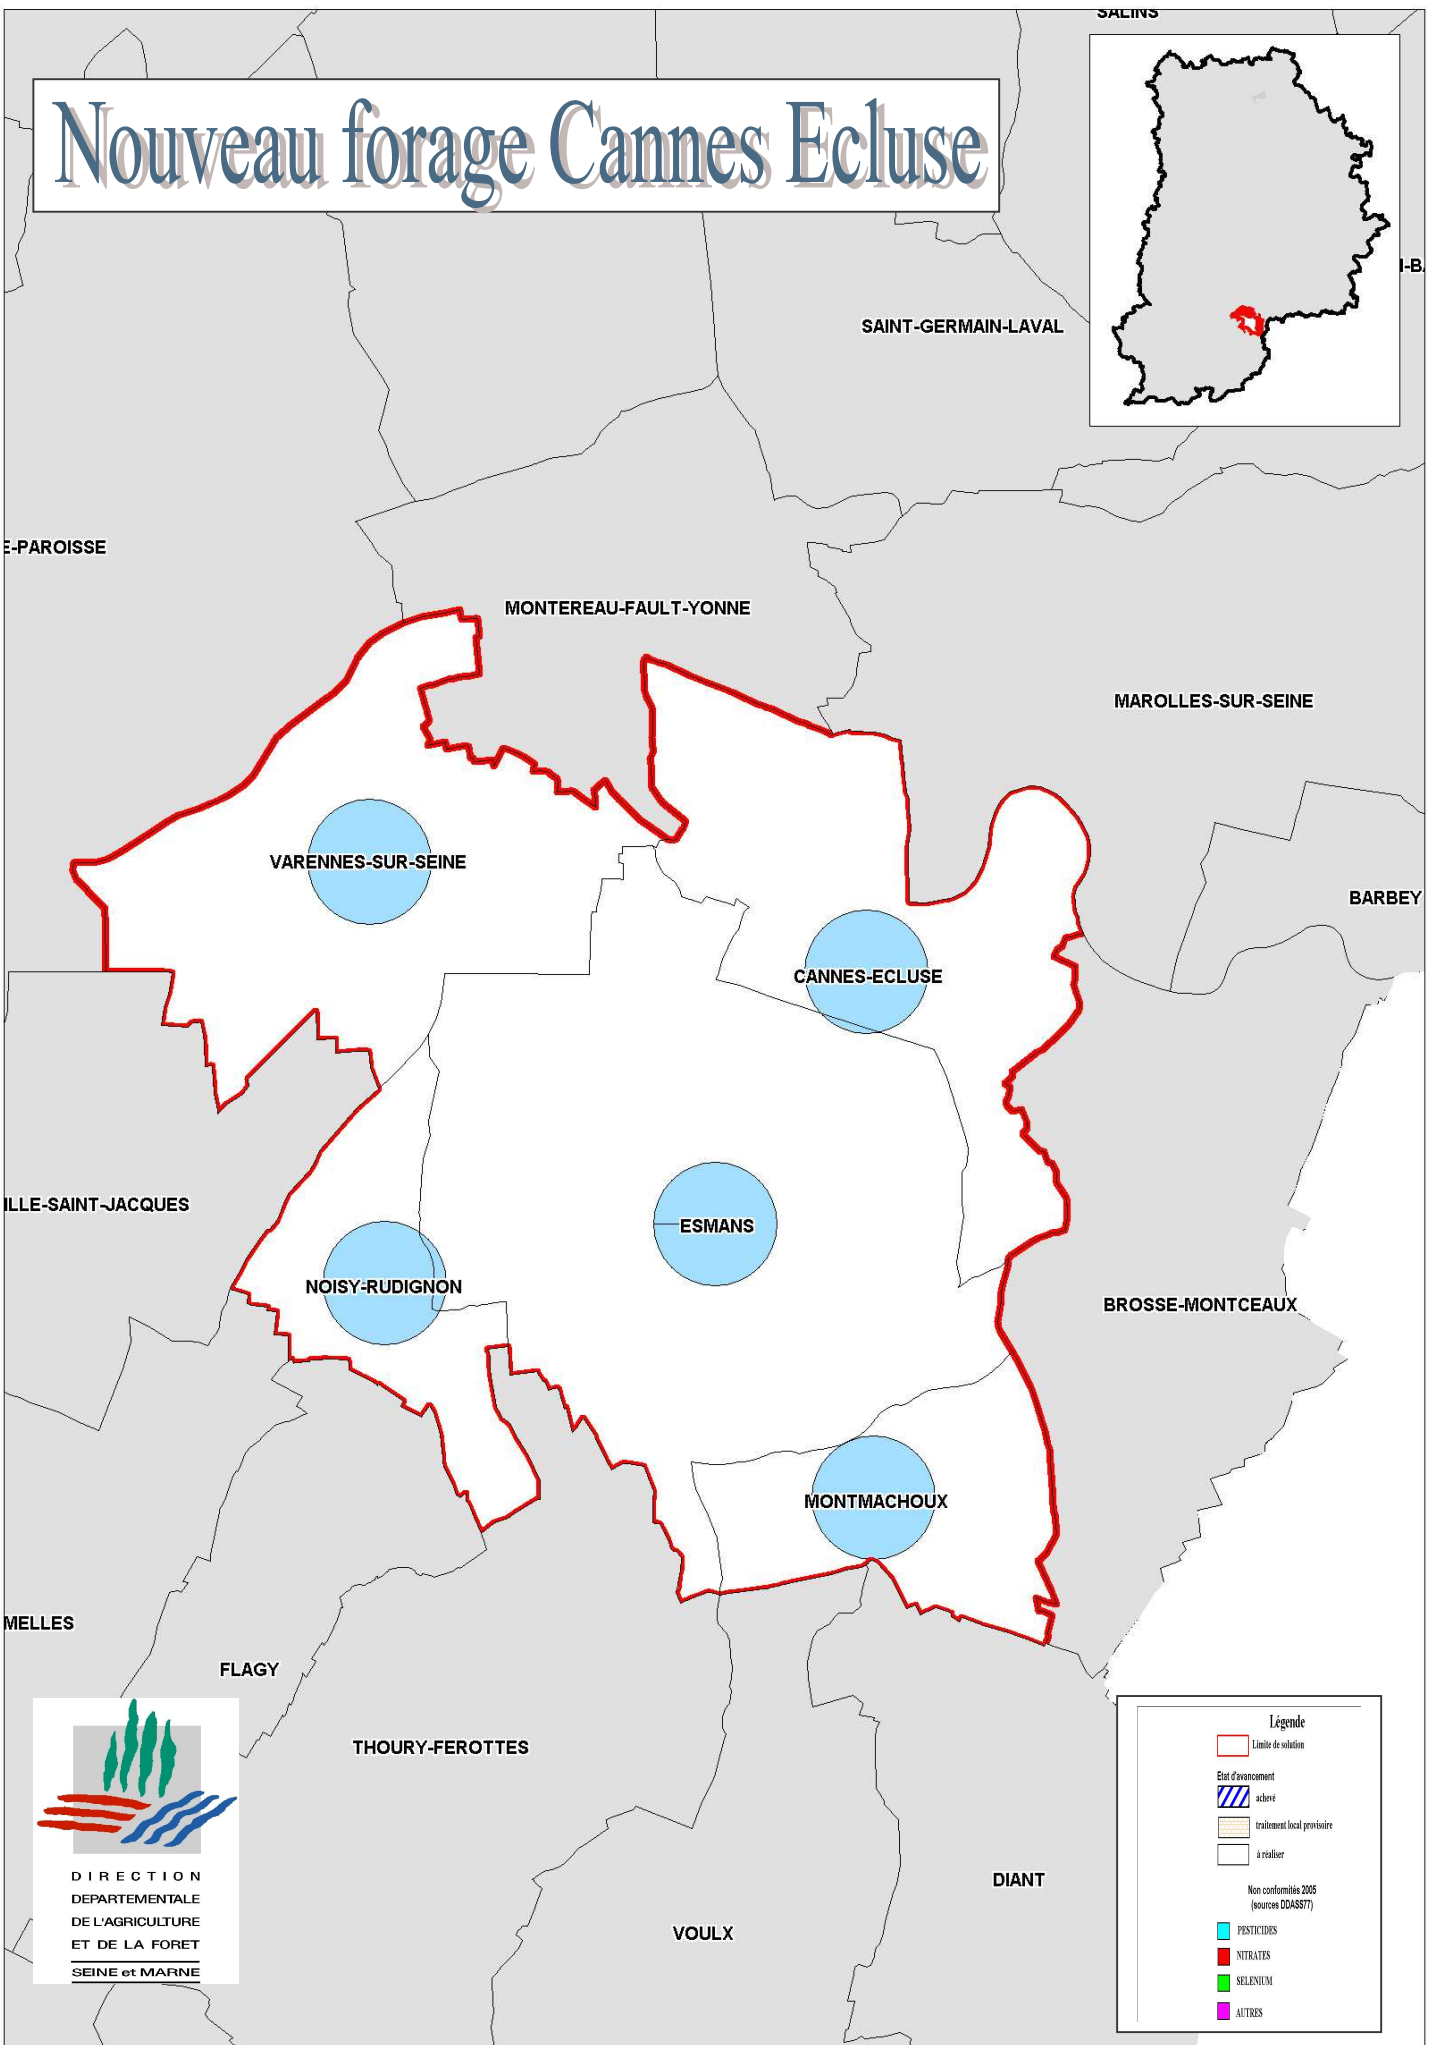 SALINS
Nouveau forage Cannes Ecluse
I-B.
SAINT-GERMAIN-LAVAL
E-PAROISSE
MONTEREAU-FAULT-YONNE
MAROLLES-SUR-SEINE
VARENNES-SUR-SEINE
BARBEY
CANNES-ECLUSE
ILLE-SAINT-JACQUES
ESMANS
NOISY-RUDIGNON
BROSSE-MONTCEAUX
MONTMACHOUX
MELLES
FLAGY
THOURY-FEROTTES
DIANT
VOULX
DIRECTION
DEPARTEMENTALE
DE L'AGRICULTURE
ET DE LA FORET
SEINE et MARNE
Légende
Limite de solution
Etat d'avancement
achevé
traitement local provisoire
à réaliser
Non conformités 2005
(sources DDASS77)
PESTICIDES
NITRATES
SELENIUM
AUTRES